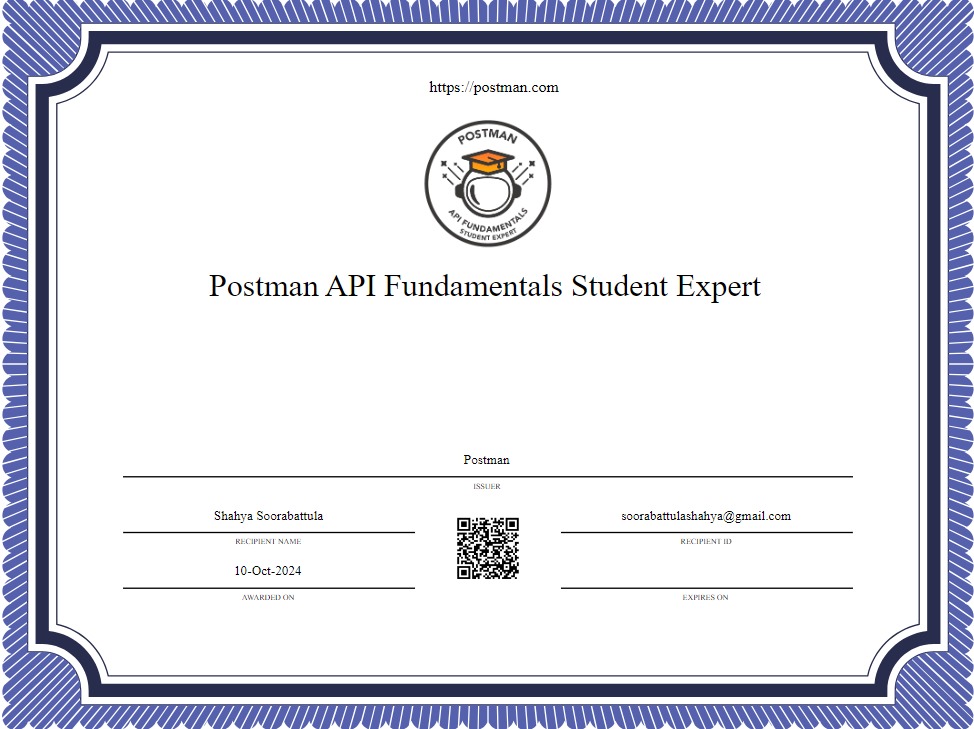 https://postman.com
POSTMAN
API FUNDAMENTALS
STUDENT EXPERT
Postman API Fundamentals Student Expert
Postman
ISSUER
Shahya Soorabattula
soorabattulashahya@gmail.com
RECIPIENT NAME
RECIPIENT ID
10-Oct-2024
AWARDED ON
EXPIRES ON